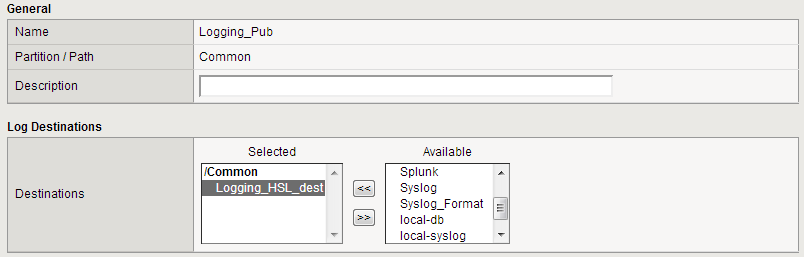 General
Name Logging_Pub
Partition / Path Common
Description
Log Destinations
Selected Available
/Common Splunk
Logging_HSL_dest << Syslog
Destinations Syslog_Format
>> local-db
local-syslog